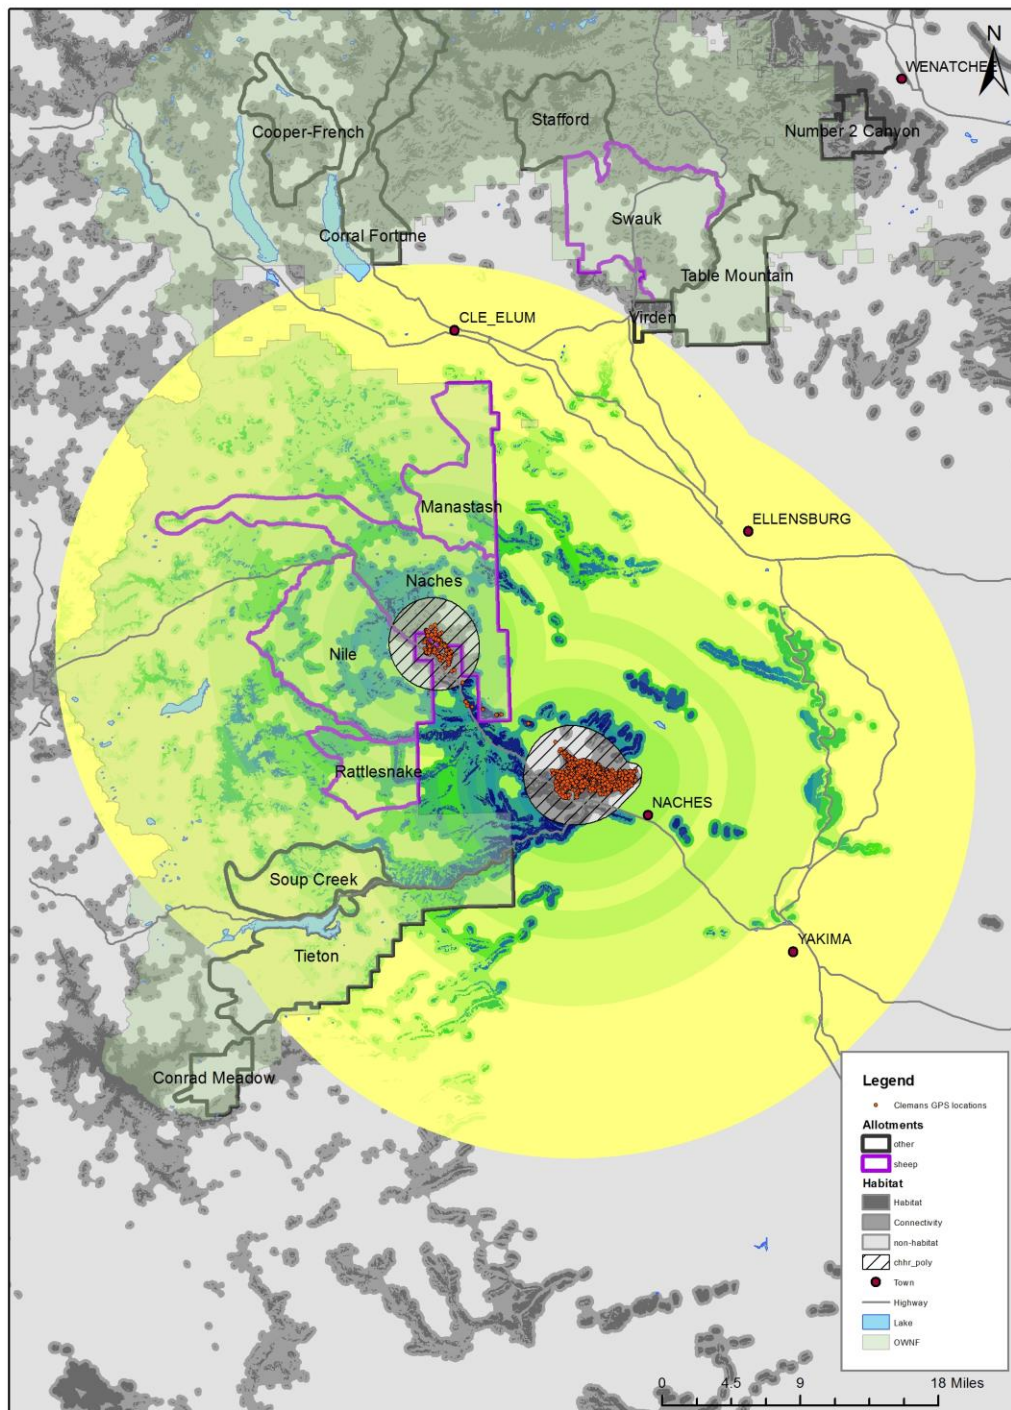 N
WENATCHEE
Cooper-French
Stafford
Number 2 Canyon
Swauk
Corral Fortune
Table Mountain
CLE_ELUM
Virden
Manastash
ELLENSBURG
Naches
Nile
Rattlesnake
NACHES
Soup Creek
Tieton
YAKIMA
Conrad Meadow
Legend
Clemans GPS locations
Allotments
other
sheep
Habitat
Habitat
Connectivity
non-habitat
chhr_poly
Town
Highway
Lake
OWNF
0 4.5 9 18 Miles